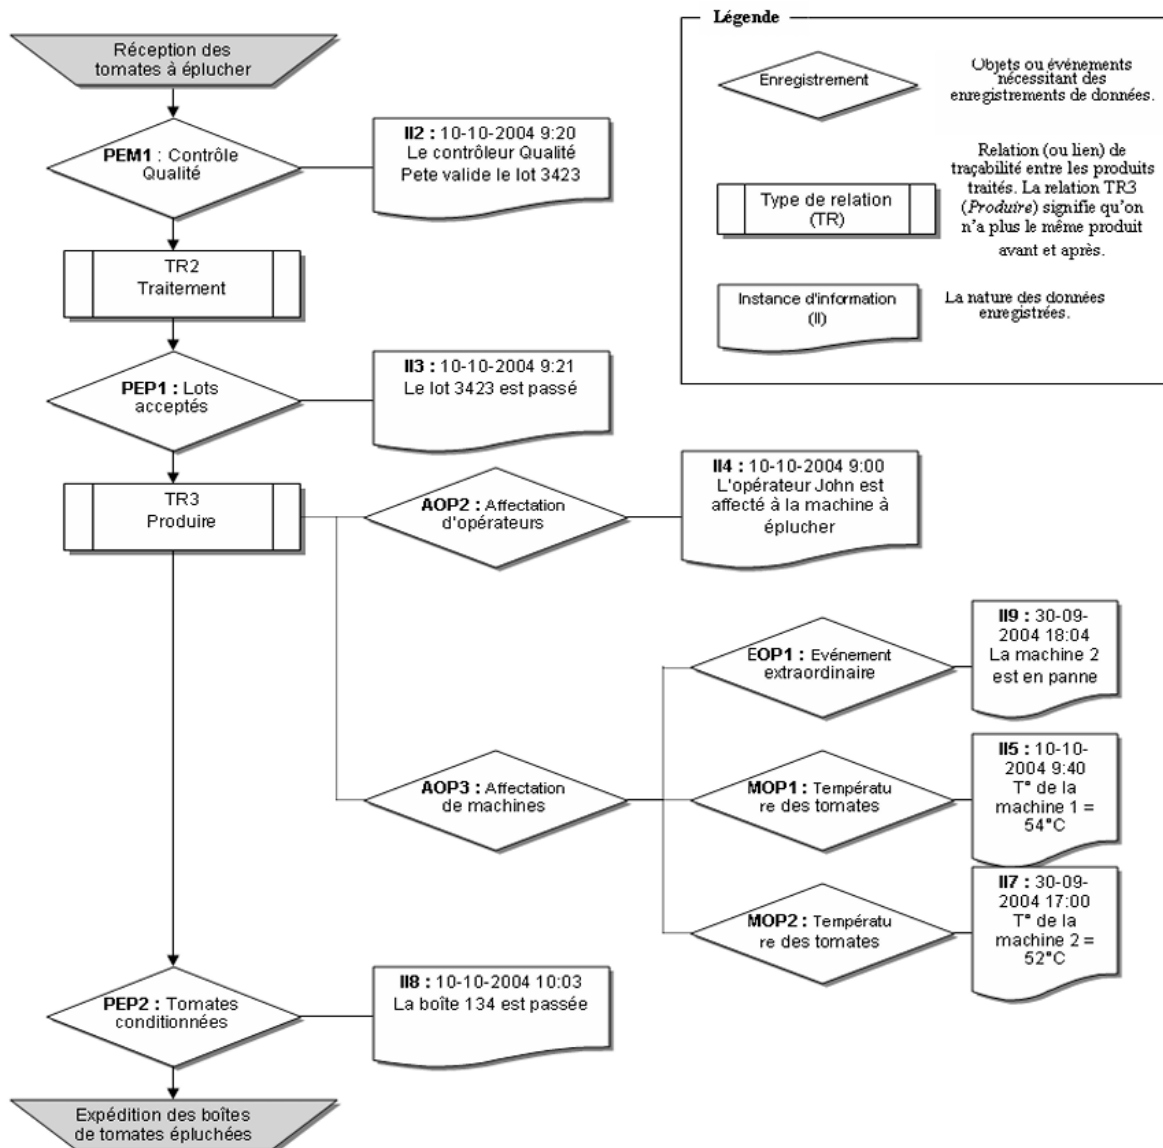 Réception des
tomates à éplucher
PEM1 : Contrôle
Qualité
II2 : 10-10-2004 9:20
Le contrôleur Qualité
Pete valide le lot 3423
TR2
Traitement
PEP1 : Lots
acceptés
II3 : 10-10-2004 9:21
Le lot 3423 est passé
TR3
Produire
AOP2 : Affectation
d'opérateurs
II4 : 10-10-2004 9:00
L'opérateur John est
affecté à la machine à
éplucher
EOP1 : Evénement
extraordinaire
II9 : 30-09-
2004 18:04
La machine 2
est en panne
AOP3 : Affectation
de machines
MOP1 : Températu
re des tomates
II5 : 10-10-
2004 9:40
T° de la
machine 1 =
54°C
MOP2 : Températu
re des tomates
II7 : 30-09-
2004 17:00
T° de la
machine 2 =
52°C
PEP2 : Tomates
conditionnées
II8 : 10-10-2004 10:03
La boîte 134 est passée
Expédition des boîtes
de tomates épluchées
Légende
Enregistrement
Objets ou événements
nécessitant des
enregistrements de données.
Type de relation
(TR)
Relation (ou lien) de
traçabilité entre les produits
traités. La relation TR3
(Produire) signifie qu'on
n'a plus le même produit
avant et après.
Instance d'information
(II)
La nature des données
enregistrées.